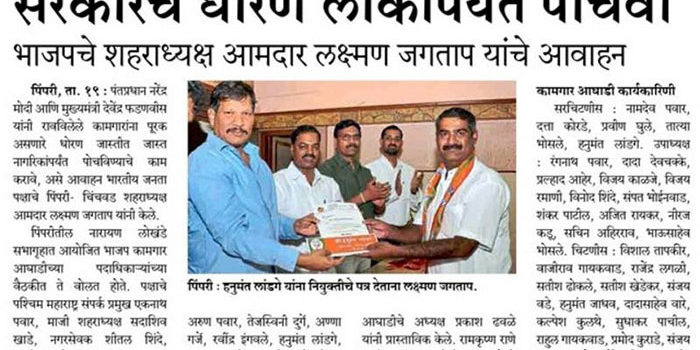 सरकारचे धोरण लोकांपर्यंत पोचवा
भाजपचे शहराध्यक्ष आमदार लक्ष्मण जगताप यांचे आवाहन
पिंपरी, ता. १९ : पंतप्रधान नरेंद्र
मोदी आणि मुख्यमंत्री देवेंद्र फडणवीस
यांनी राबविलेले कामगारांना पूरक
असणारे धोरण जास्तीत जास्त
नागरिकांपर्यंत पोचविण्याचे काम
करावे, असे आवाहन भारतीय जनता
पक्षाचे पिंपरी- चिंचवड शहराध्यक्ष
आमदार लक्ष्मण जगताप यांनी केले.
पिंपरीतील नारायण लोखंडे
सभागृहात आयोजित भाजप कामगार
आघाडीच्या पदाधिकाऱ्यांच्या
बैठकीत ते बोलत होते. पक्षाचे
पश्चिम महाराष्ट्र संपर्क प्रमुख एकनाथ
पवार, माजी शहराध्यक्ष सदाशिव
खाडे, नगरसेवक शीतल शिंदे,
पिंपरी : हनुमंत लांडगे यांना नियुक्तीचे पत्र देताना लक्ष्मण जगताप.
अरुण पवार, तेजस्विनी दुर्गे, अण्णा
गर्जे, रवींद्र इंगवले, हनुमंत लांडगे,
आघाडीचे अध्यक्ष प्रकाश ढवळे
यांनी प्रास्ताविक केले. रामकृष्ण राणे
कामगार आघाडी कार्यकारिणी
सरचिटणीस : नामदेव पवार,
दत्ता कोरडे, प्रवीण घुले, तात्या
भोसले, हनुमंत लांडगे. उपाध्यक्ष
: रंगनाथ पवार, दादा देवचक्के,
प्रल्हाद आहेर, विजय काळजे, विजय
रमाणी, विनोद शिंदे, संपत भोईनवाड,
शंकर पाटील, अजित रायकर, नीरज
कडू, सचिन अहिरराव, भाऊसाहेब
भोसले. चिटणीस : विशाल तापकीर,
वाजीराव गायकवाड, राजेंद्र लगळी,
सतीश ढोकले, सतीश खेडेकर, संजय
वडे, हनुमंत जाधव, दादासाहेब वारे,
कल्पेश कुलथे, सुधाकर पाचील,
राहुल गायकवाड, प्रमोद कुराडे, संजय